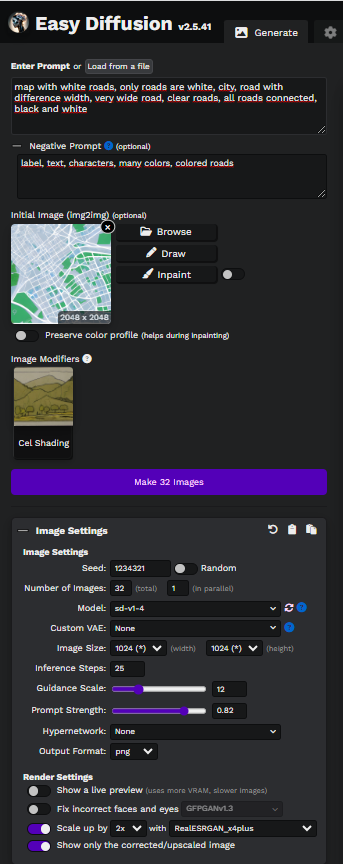 Easy Diffusion v2.5.41
Generate
Enter Prompt or Load from a file
map with white roads, only roads are white, city, road with
difference width, very wide road, clear roads, all roads connected,
black and white
Negative Prompt ? (optional)
label, text, characters, many colors, colored roads
Initial Image (img2img) (optional)
2048 x 2048
Browse
Draw
Inpaint
Preserve color profile (helps during inpainting)
Image Modifiers ?
Cel Shading
Make 32 Images
Image Settings
Image Settings
Seed: 1234321 Random
Number of Images: 32 (total) 1 (in parallel)
Model: sd-v1-4 ?
Custom VAE: None ?
Image Size: 1024 (*) (width) 1024 (*) (height)
Inference Steps: 25
Guidance Scale: 12
Prompt Strength: 0.82
Hypernetwork: None
Output Format: png
Render Settings
Show a live preview (uses more VRAM, slower images)
Fix incorrect faces and eyes GFPGANv1.3
Scale up by 2x with RealESRGAN_x4plus
Show only the corrected/upscaled image